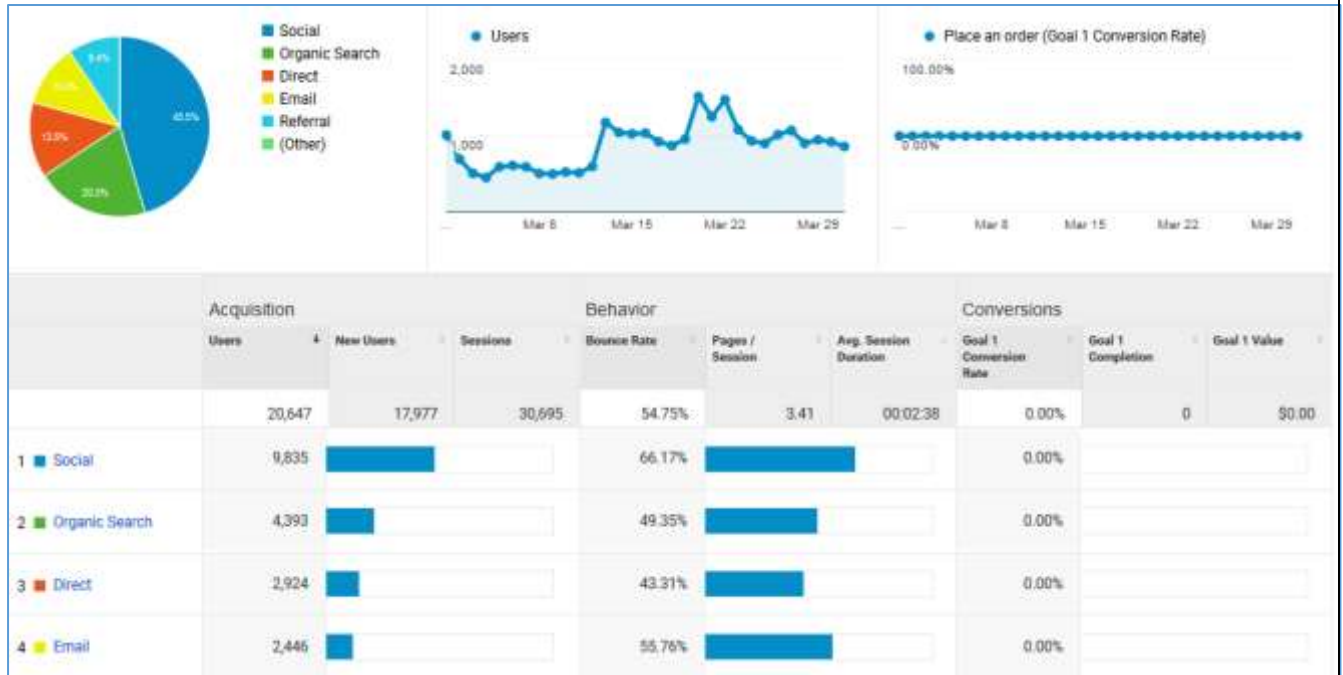 Social
Organic Search
Direct
Email
Referral
(Other)
45.5%
20.3%
Users
2,000
1,000
...
Mar 8
Mar 15
Mar 22
Mar 29
Place an order (Goal 1 Conversion Rate)
100.00%
0.00%
...
Mar 8
Mar 15
Mar 22
Mar 29
Acquisition Behavior Conversions
Users New Users Sessions Bounce Rate Pages / Session Avg. Session Duration Goal 1 Conversion Rate Goal 1 Completion Goal 1 Value
20,647 17,977 30,695 54.75% 3.41 00:02:38 0.00% 0 $0.00
1 Social 9,835 66.17% 0.00%
2 Organic Search 4,393 49.35% 0.00%
3 Direct 2,924 43.31% 0.00%
4 Email 2,446 55.76% 0.00%